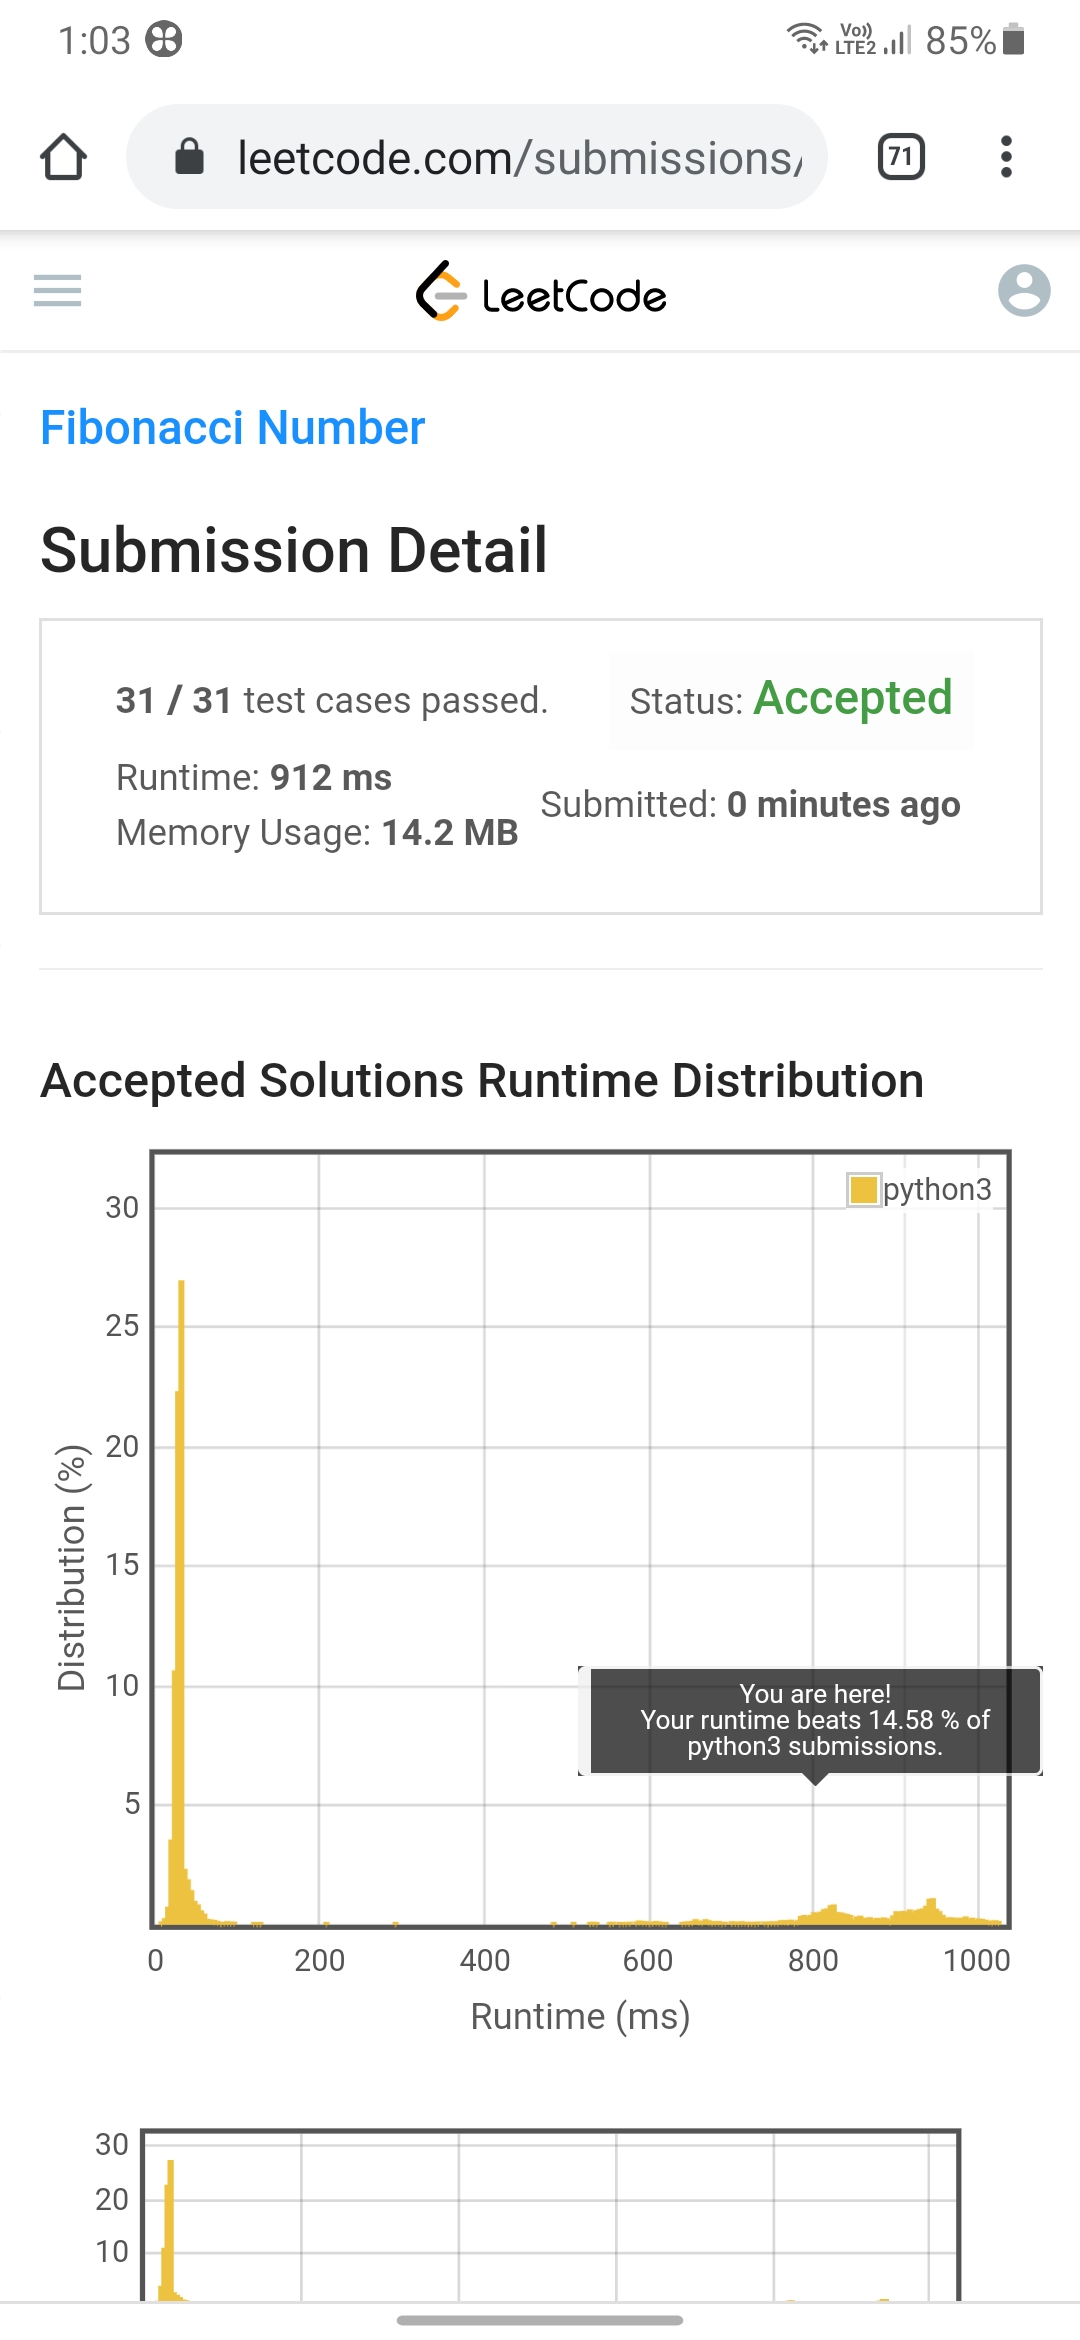 1:03
Vo)) LTE2 85%
leetcode.com/submissions/
71
LeetCode
Fibonacci Number
Submission Detail
31 / 31 test cases passed.
Status: Accepted
Runtime: 912 ms
Submitted: 0 minutes ago
Memory Usage: 14.2 MB
Accepted Solutions Runtime Distribution
python3
30
25
20
15
10
5
Distribution (%)
You are here!
Your runtime beats 14.58 % of
python3 submissions.
0 200 400 600 800 1000
Runtime (ms)
30
20
10